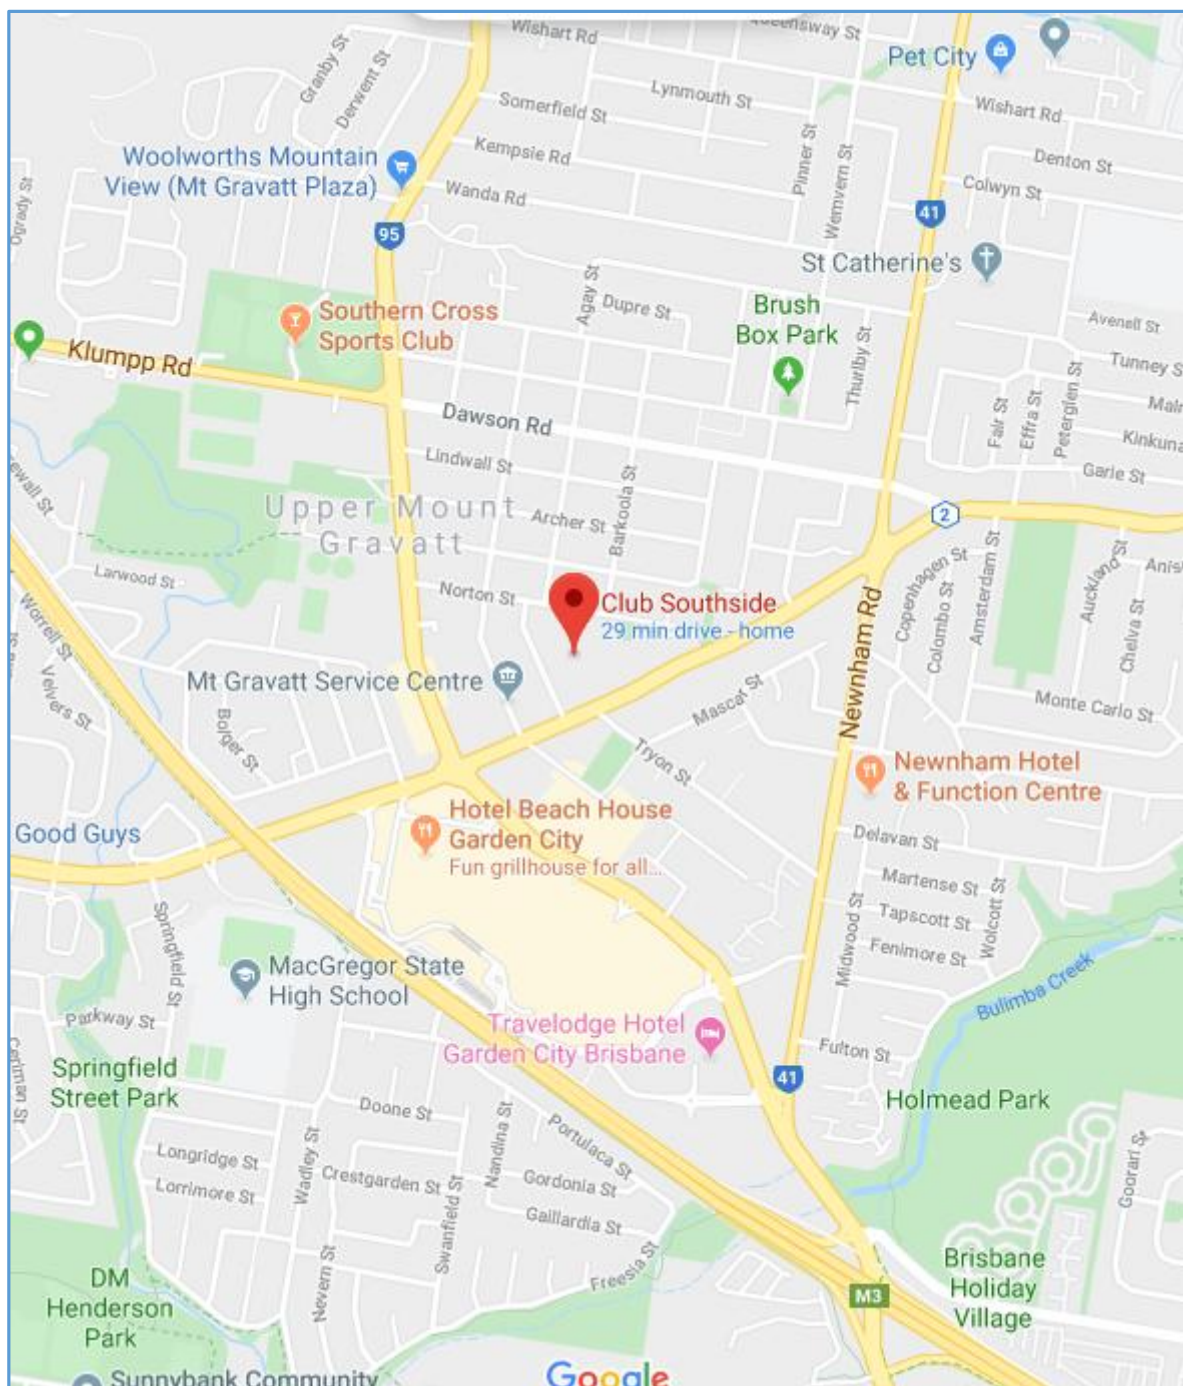 Wishart Rd
Queensway St
Granby St
Derwent St
Pet City
Lynmouth St
Somerfield St
Wishart Rd
Woolworths Mountain
View (Mt Gravatt Plaza)
Kempsie Rd
Pinner St
Denton St
Wanda Rd
Wemvern St
Colwyn St
Ogrady St
41
95
St Catherine's
Agay St
Dupre St
Brush
Box Park
Southern Cross
Sports Club
Avenell St
Klumpp Rd
Thurlby St
Tunney S
Peterglen St
Fair St
Effra St
Dawson Rd
Kinkuna
Lindwall St
Garie St
Barkoola St
Upper Mount
Gravatt
Archer St
2
Copenhagen St
Amsterdam St
Auckland St
Larwood St
Norton St
Club Southside
29 min drive - home
Colombo St
Chelva St
Worrell St
Newnham Rd
Mt Gravatt Service Centre
Mascar St
Velvers St
Bolger St
Monte Carlo St
Tryon St
Newnham Hotel
& Function Centre
Good Guys
Hotel Beach House
Garden City
Fun grillhouse for all...
Delavan St
Martense St
Wolcott St
Springfield St
Tapscott St
Midwood St
Fenimore St
MacGregor State
High School
Bulimba Creek
Parkway St
Travelodge Hotel
Garden City Brisbane
Fulton St
Springfield
Street Park
41
Holmead Park
Doone St
Nandina St
Portulaca St
Wadley St
Longridge St
Crestgarden St
Gordonia St
Lorrimore St
Swanfield St
Gaillardia St
Goorari St
Nevern St
Freesia St
DM
Henderson
Park
M3
Brisbane
Holiday
Village
Sunnybank Community
Google